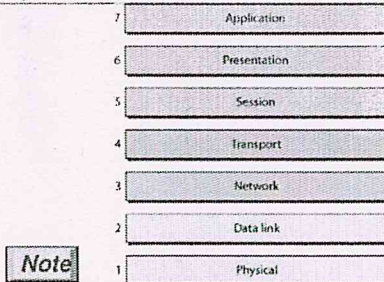 7 Application
6 Presentation
5 Session
4 Transport
3 Network
2 Data link
Note
1 Physical